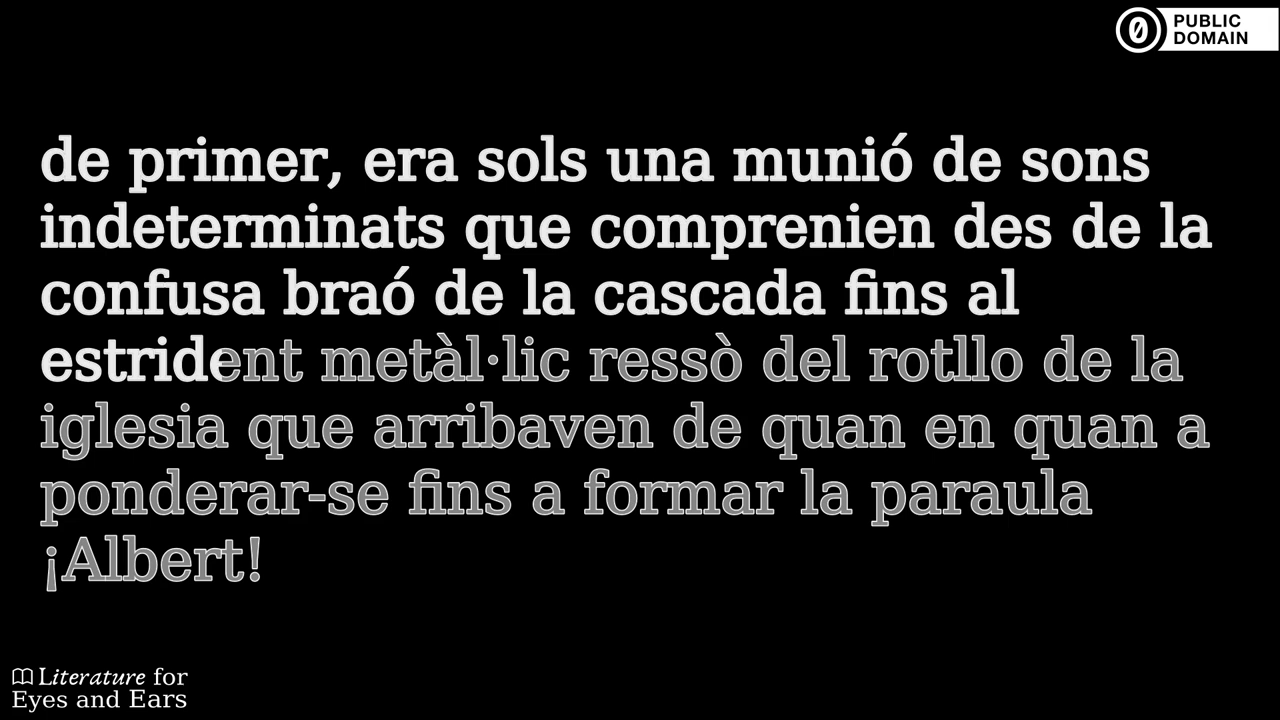 PUBLIC
DOMAIN
de primer, era sols una munió de sons
indeterminats que comprenien des de la
confusa braó de la cascada fins al
estrident metàl·lic ressò del rotllo de la
iglesia que arribaven de quan en quan a
ponderar-se fins a formar la paraula
¡Albert!
Literature for
Eyes and Ears